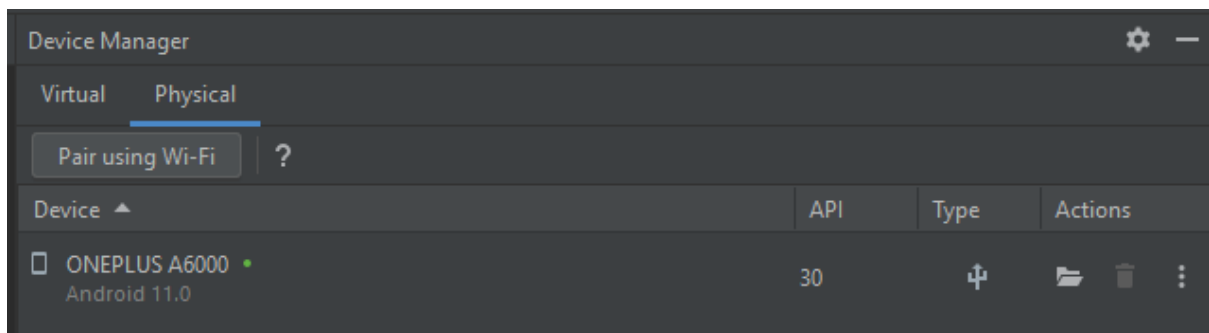 Device Manager
Virtual Physical
Pair using Wi-Fi ?
Device API Type Actions
ONEPLUS A6000 30
Android 11.0